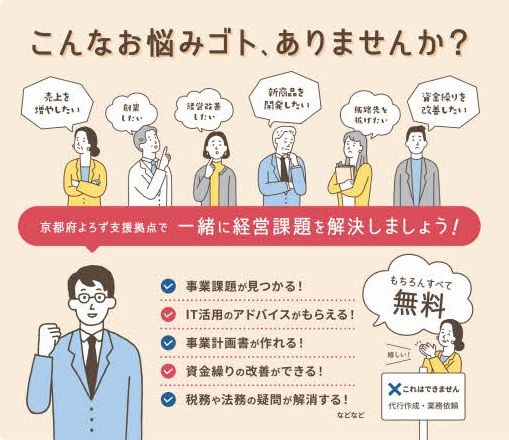 こんなお悩みゴト、ありませんか？
売上を
増やしたい
創業
したい
経営改善
したい
新商品を
開発したい
販路先を
拡げたい
資金繰りを
改善したい
京都府よろず支援拠点で 一緒に経営課題を解決しましょう！
事業課題が見つかる！
IT活用のアドバイスがもらえる！
事業計画書が作れる！
資金繰りの改善ができる！
税務や法務の疑問が解消する！
などなど
もちろんすべて
無料
嬉しい！
これはできません
代行作成・業務依頼